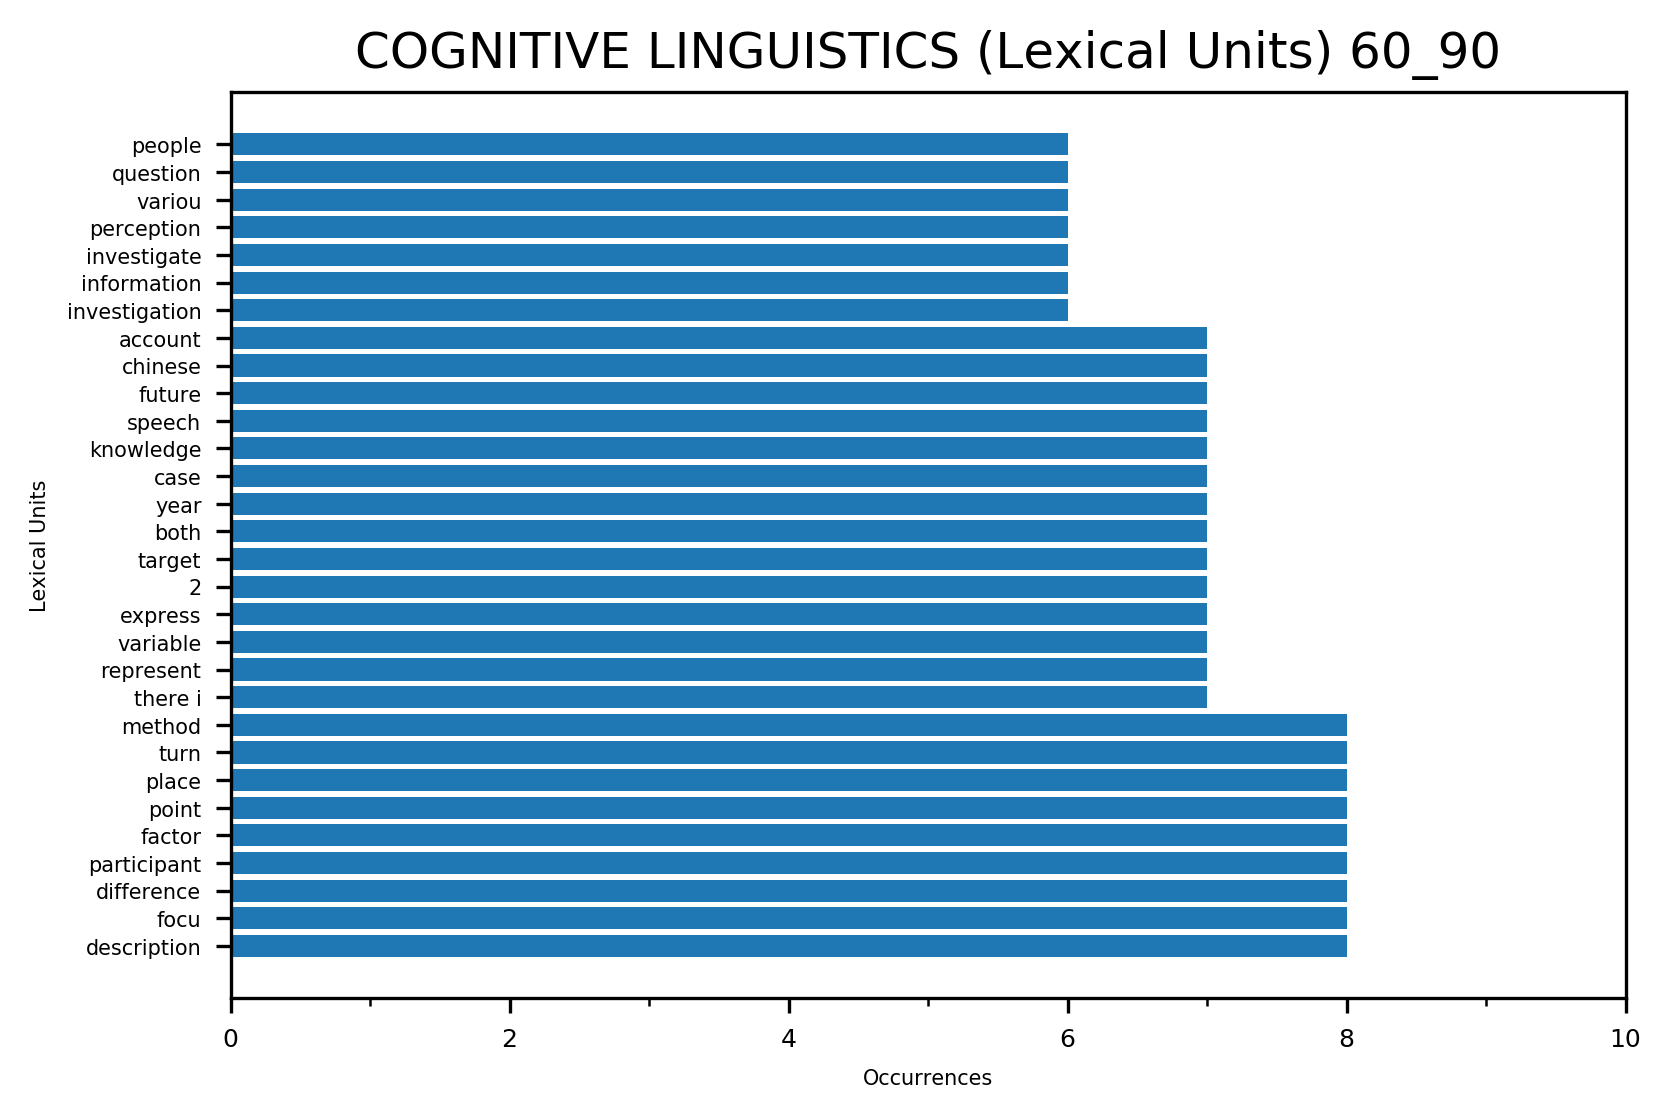 COGNITIVE LINGUISTICS (Lexical Units) 60_90
people
question
variou
perception
investigate
information
investigation
account
chinese
future
speech
knowledge
case
year
both
target
2
express
variable
represent
there i
method
turn
place
point
factor
participant
difference
focu
description
Lexical Units
0 2 4 6 8 10
Occurrences